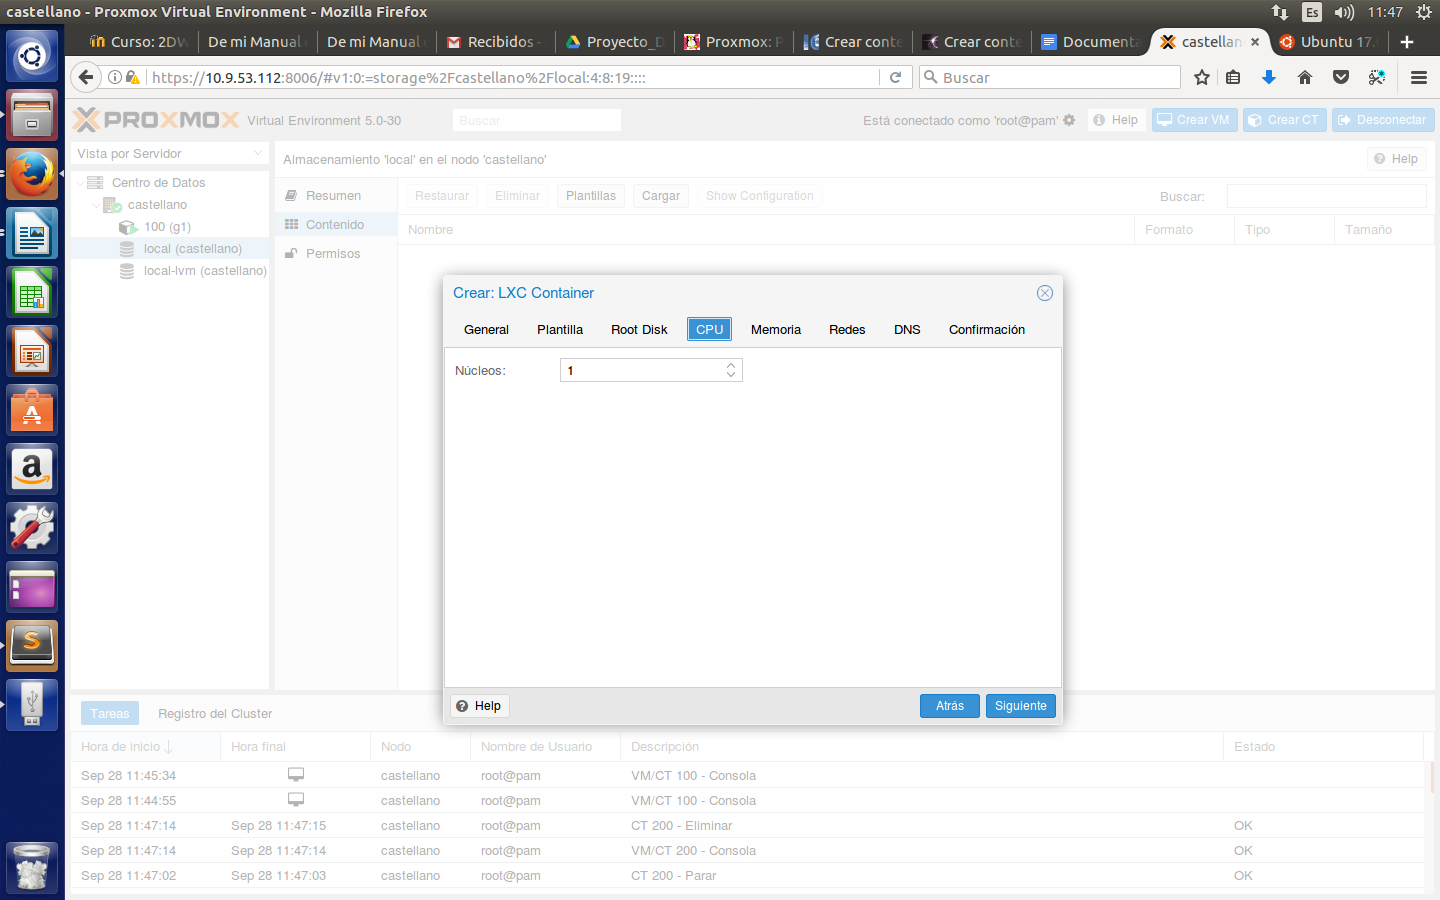 castellano - Proxmox Virtual Environment - Mozilla Firefox
Es
11:47
Curso: 2DW
De mi Manual
De mi Manual
Recibidos -
Proyecto_D
Proxmox: P
Crear conte
Crear conte
Documenta
castellan
Ubuntu 17.
https://10.9.53.112:8006/#v1:0:=storage%2Fcastellano%2Flocal:4:8:19::::
Buscar
PROXMOX Virtual Environment 5.0-30
Buscar
Está conectado como 'root@pam'
Help
Crear VM
Crear CT
Desconectar
Vista por Servidor
Almacenamiento 'local' en el nodo 'castellano'
Help
Centro de Datos
castellano
100 (g1)
local (castellano)
local-lvm (castellano)
Resumen
Contenido
Permisos
Restaurar
Eliminar
Plantillas
Cargar
Show Configuration
Buscar:
Nombre
Formato
Tipo
Tamaño
Crear: LXC Container
General
Plantilla
Root Disk
CPU
Memoria
Redes
DNS
Confirmación
Núcleos:
1
Help
Atrás
Siguiente
Tareas
Registro del Cluster
Hora de inicio
Hora final
Nodo
Nombre de Usuario
Descripción
Estado
Sep 28 11:45:34 castellano root@pam VM/CT 100 - Consola
Sep 28 11:44:55 castellano root@pam VM/CT 100 - Consola
Sep 28 11:47:14 Sep 28 11:47:15 castellano root@pam CT 200 - Eliminar OK
Sep 28 11:47:14 Sep 28 11:47:14 castellano root@pam VM/CT 200 - Consola OK
Sep 28 11:47:02 Sep 28 11:47:03 castellano root@pam CT 200 - Parar OK